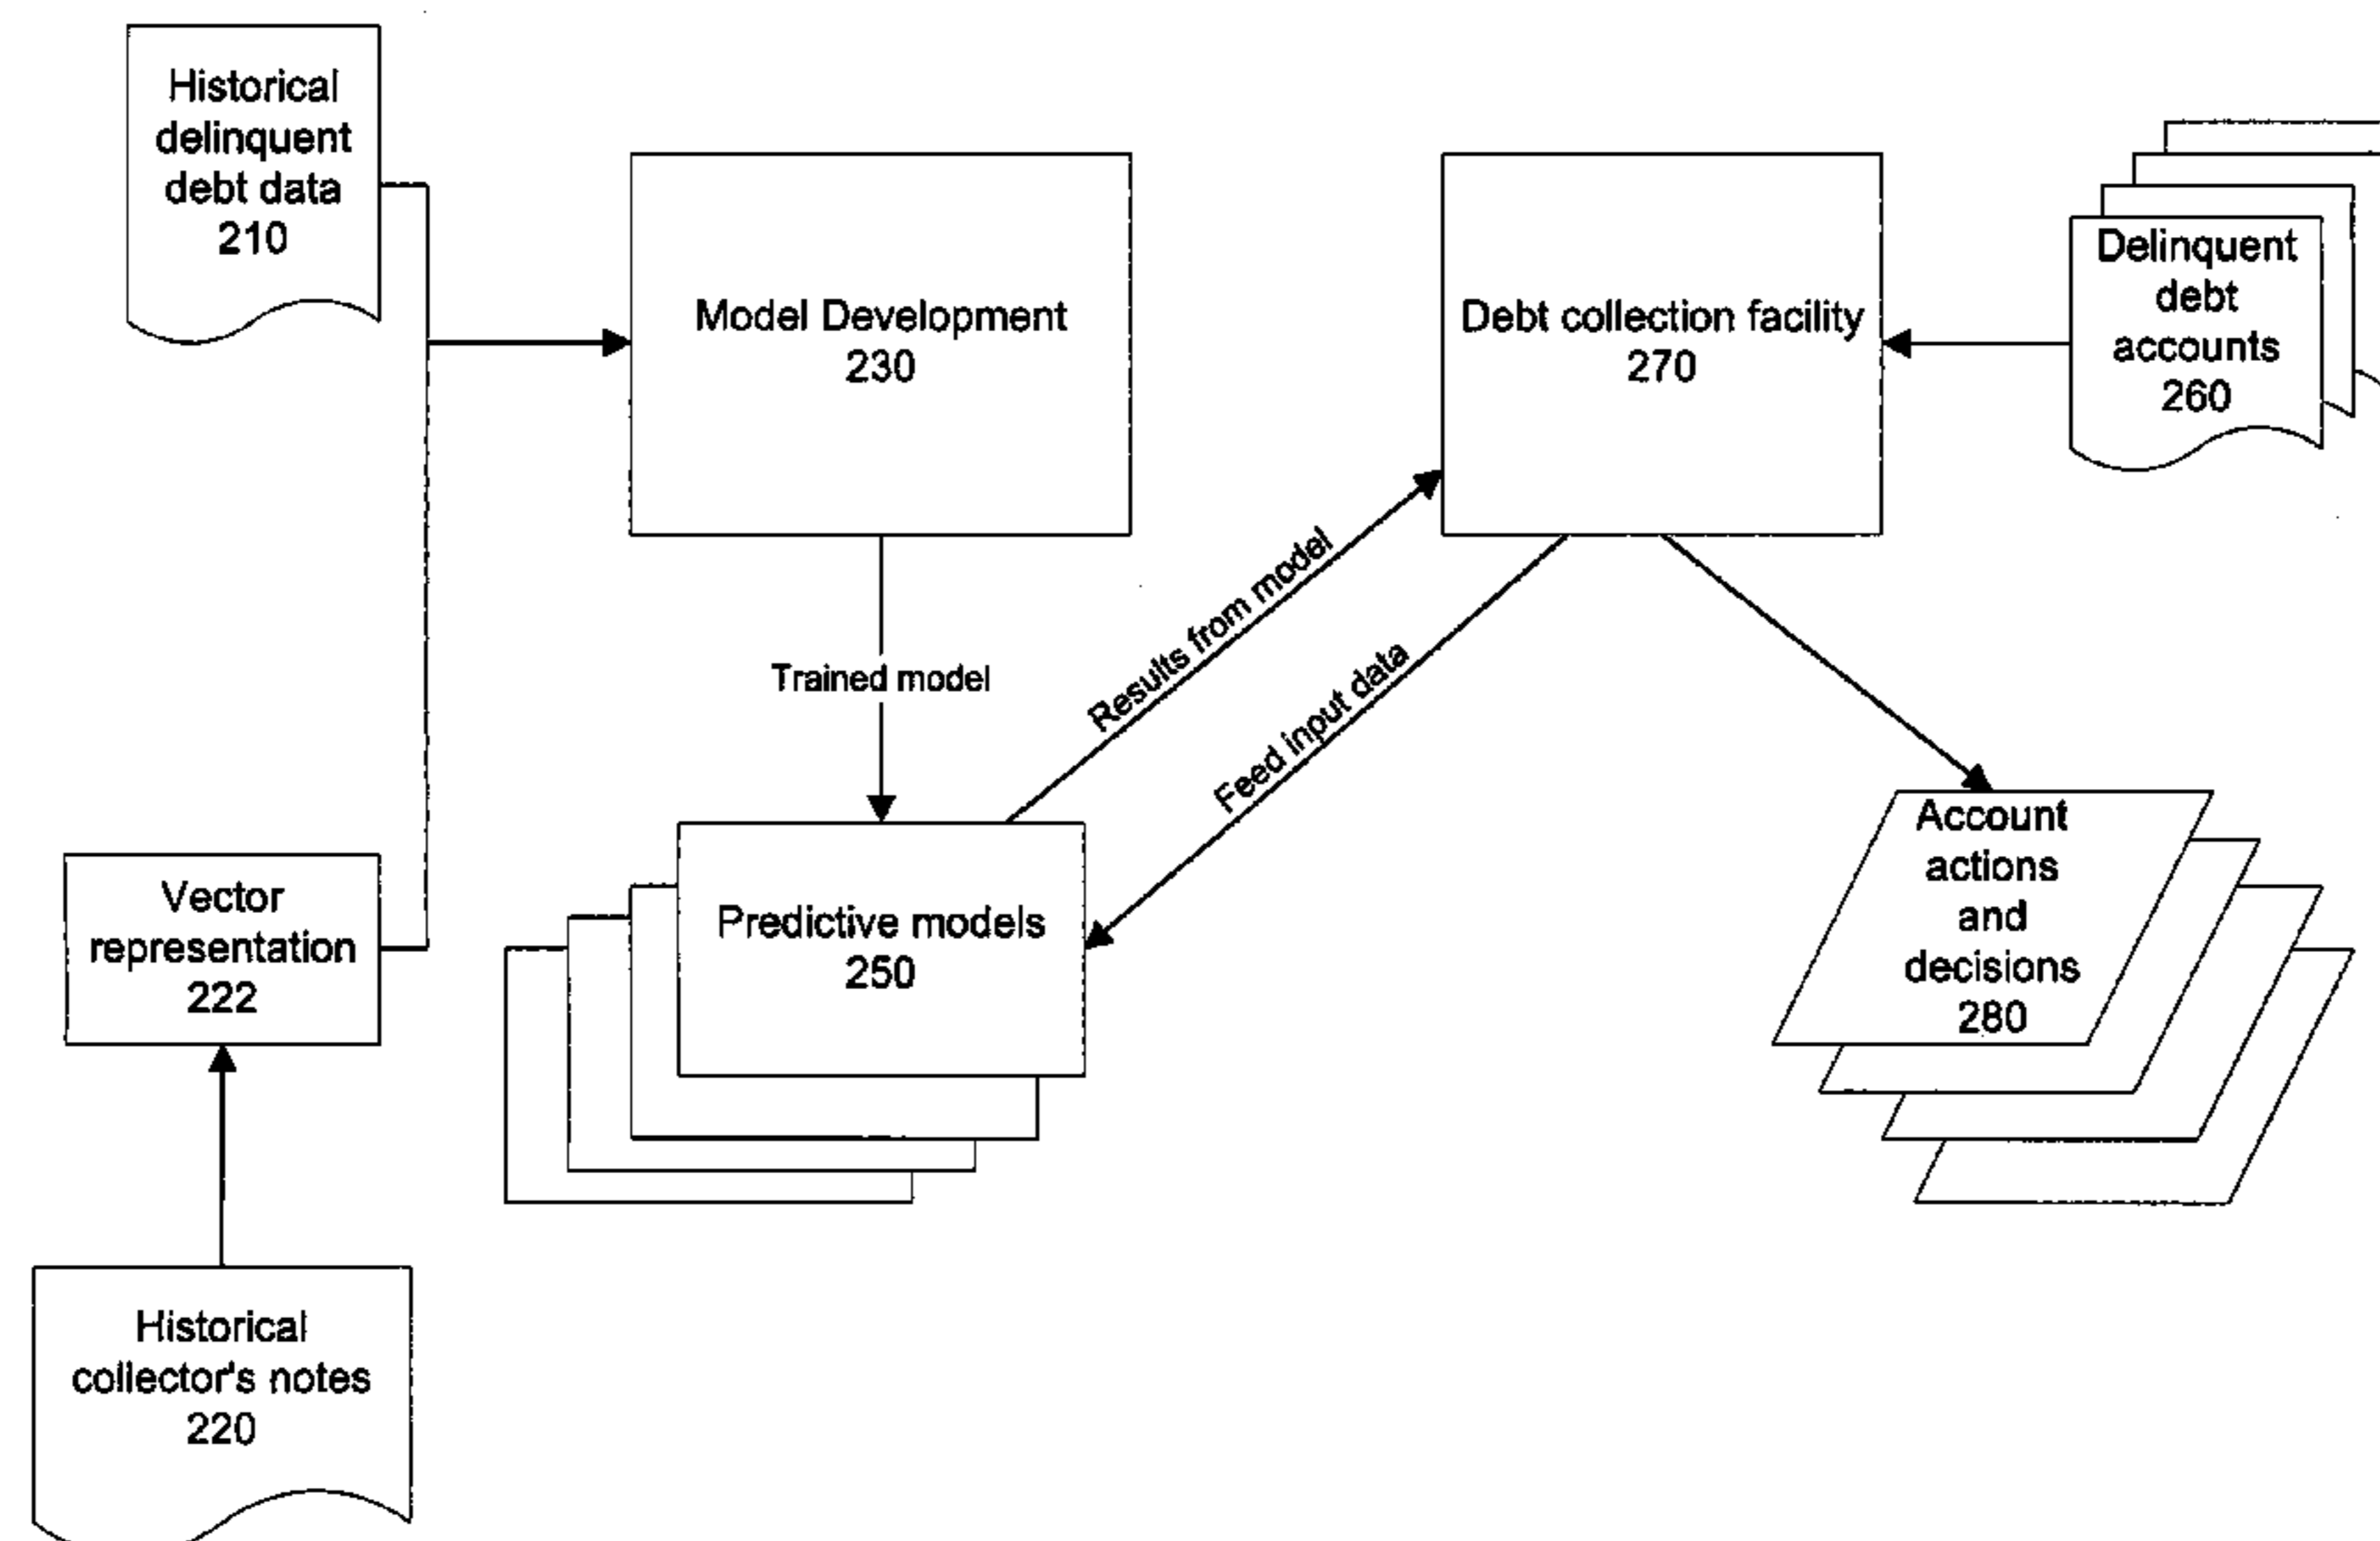 Historical
delinquent
debt data
210
Model Development
230
Debt collection facility
270
Delinquent
debt
accounts
260
Trained model
Results from model
Feed input data
Vector
representation
222
Predictive models
250
Account
actions
and
decisions
280
Historical
collector's notes
220